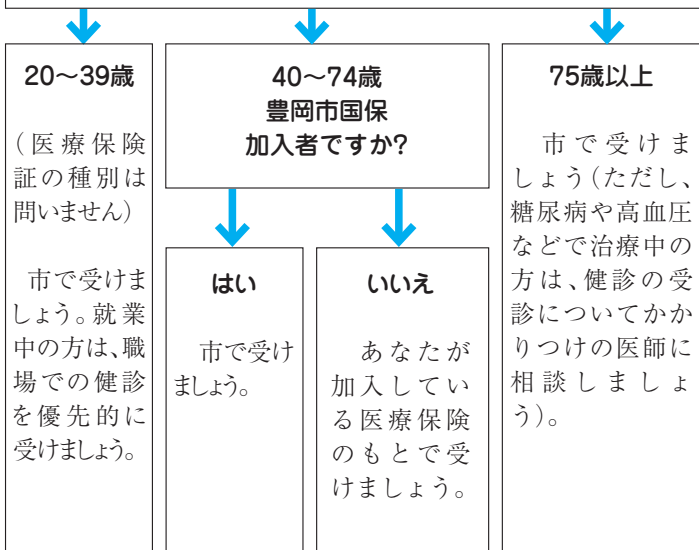 20〜39歳
（医療保険
証の種別は
問いません）
市で受けま
しょう。就業
中の方は、職
場での健診
を優先的に
受けましょう。
40〜74歳
豊岡市国保
加入者ですか?
はい
市で受け
ましょう。
いいえ
あなたが
加入してい
る医療保険
のもとで受
けましょう。
75歳以上
市で受けま
しょう（ただし、
糖尿病や高血圧
などで治療中の
方は、健診の受
診についてかか
りつけの医師に
相談しましょ
う）。